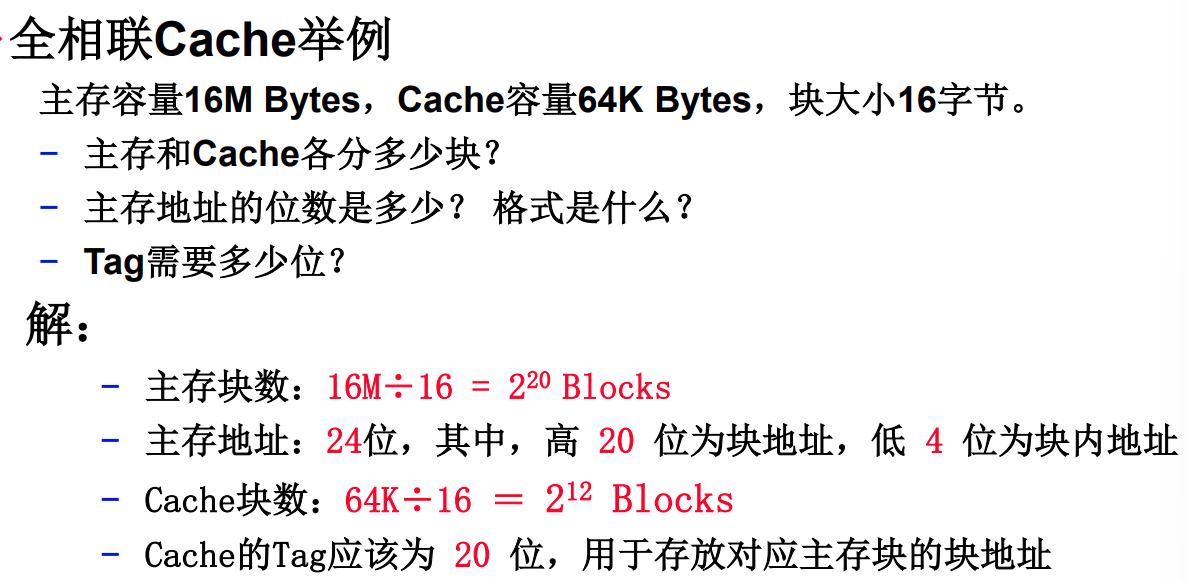 全相联Cache举例
主存容量16M Bytes，Cache容量64K Bytes，块大小16字节。
– 主存和Cache各分多少块？
– 主存地址的位数是多少？ 格式是什么？
– Tag需要多少位？
解：
– 主存块数：16M÷16 = 2²⁰ Blocks
– 主存地址：24位，其中，高 20 位为块地址，低 4 位为块内地址
– Cache块数：64K÷16 = 2¹² Blocks
– Cache的Tag应该为 20 位，用于存放对应主存块的块地址